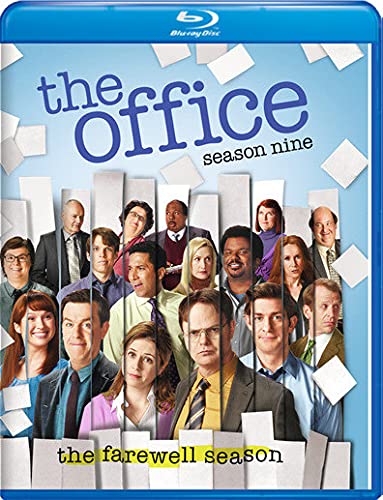 Blu-ray Disc
the
office
season nine
the farewell season